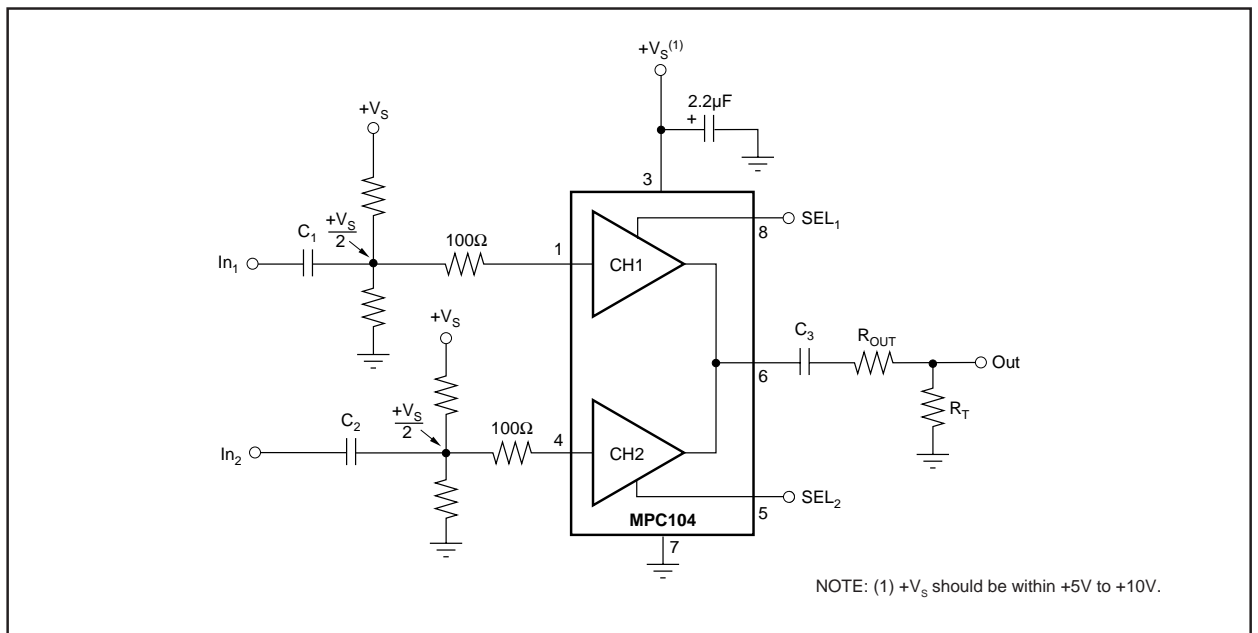 +V_S(1)
2.2µF
+
+V_S
3
SEL_1
8
+V_S
2
C_1
100Ω
1
In_1
CH1
+V_S
C_3
R_OUT
Out
6
R_T
+V_S
2
C_2
100Ω
4
In_2
CH2
SEL_2
5
MPC104
7
NOTE: (1) +V_S should be within +5V to +10V.